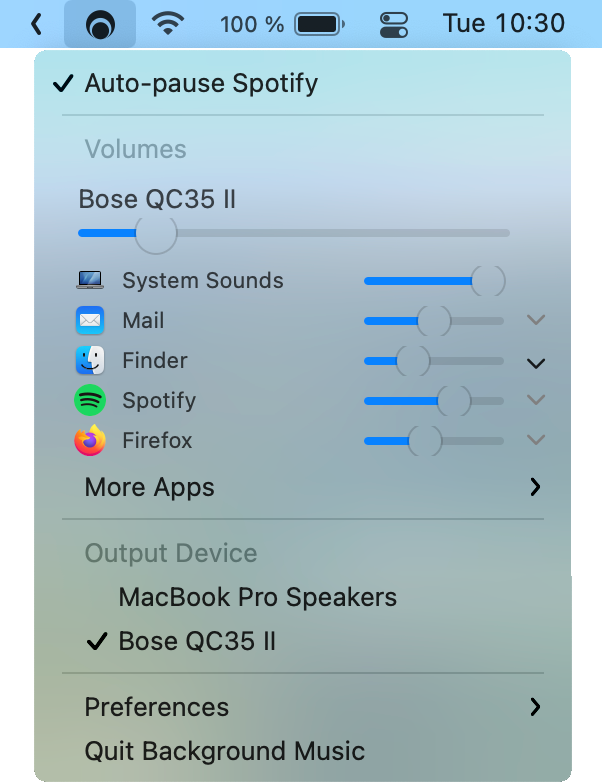 100 % Tue 10:30
Auto-pause Spotify
Volumes
Bose QC35 II
System Sounds
Mail
Finder
Spotify
Firefox
More Apps
Output Device
MacBook Pro Speakers
Bose QC35 II
Preferences
Quit Background Music